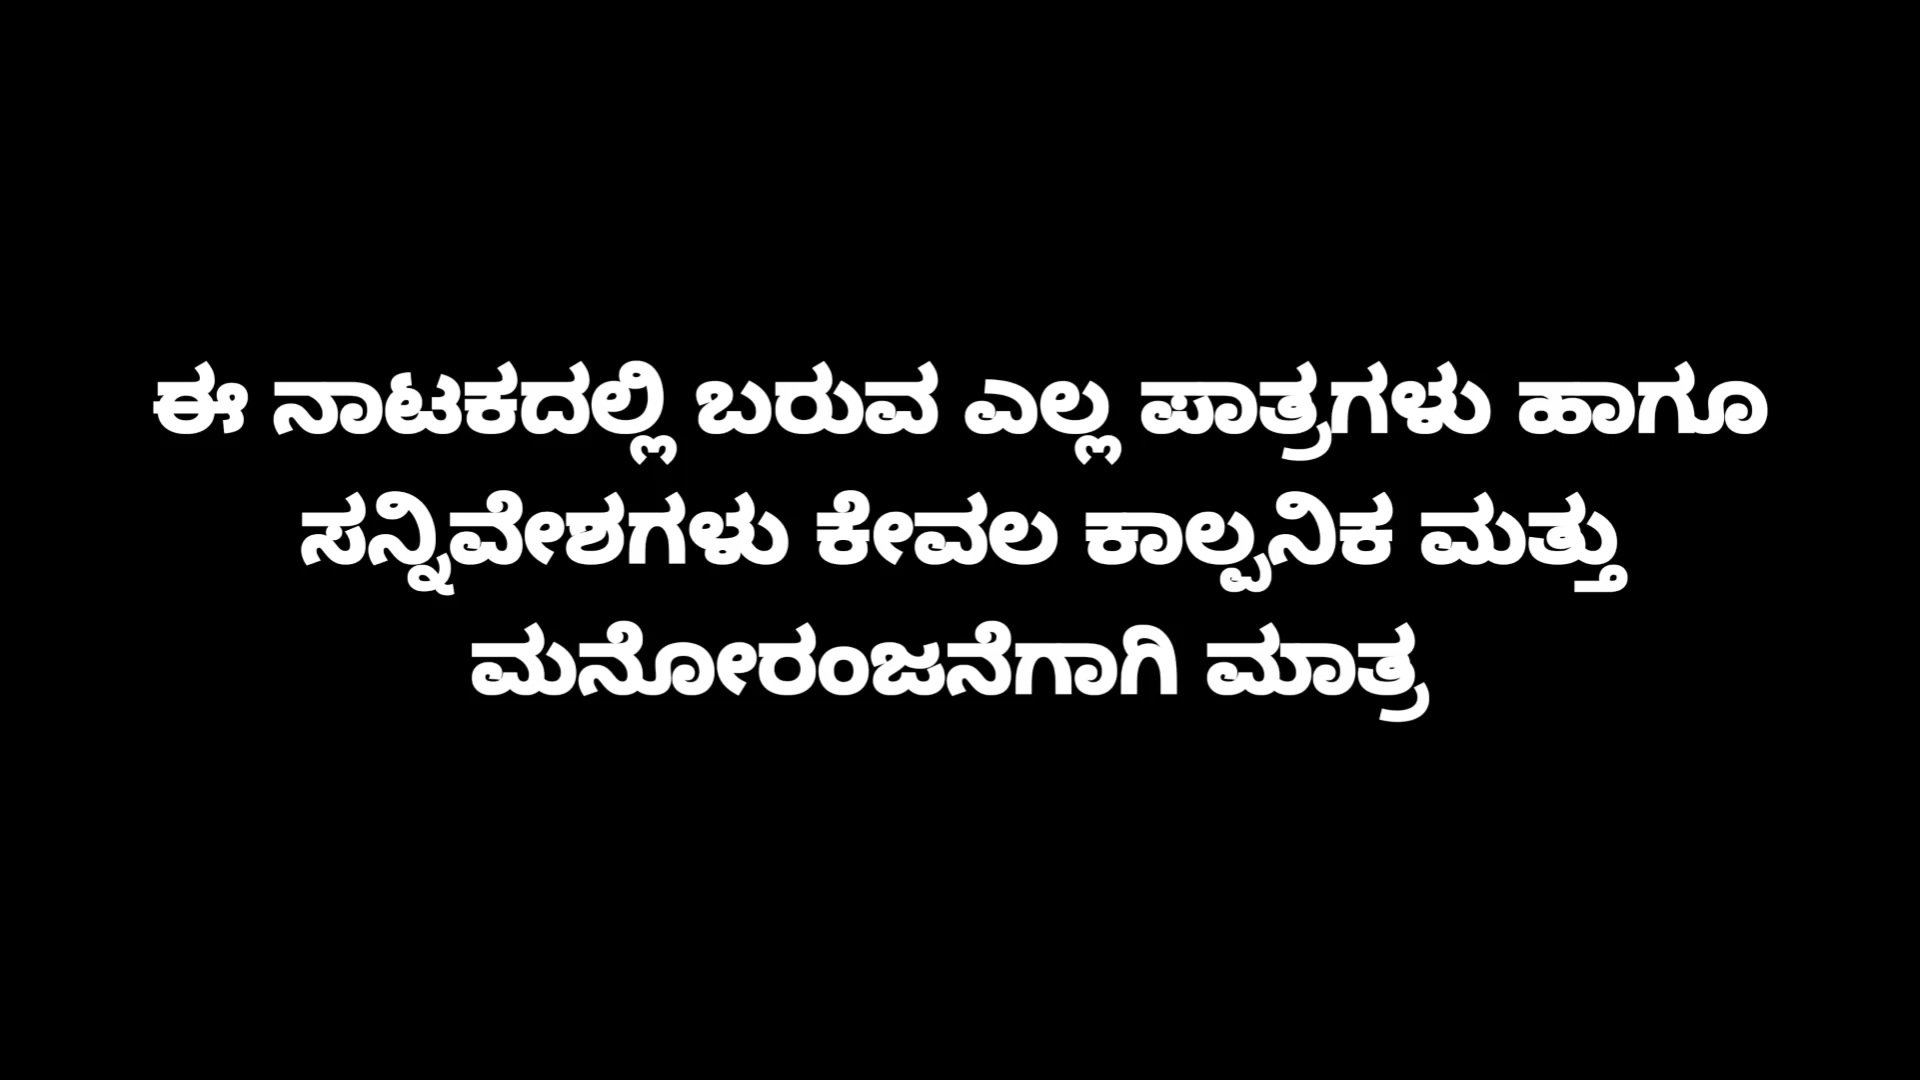 ಈ ನಾಟಕದಲ್ಲಿ ಬರುವ ಎಲ್ಲ ಪಾತ್ರಗಳು ಹಾಗೂ
ಸನ್ನಿವೇಶಗಳು ಕೇವಲ ಕಾಲ್ಪನಿಕ ಮತ್ತು
ಮನೋರಂಜನೆಗಾಗಿ ಮಾತ್ರ